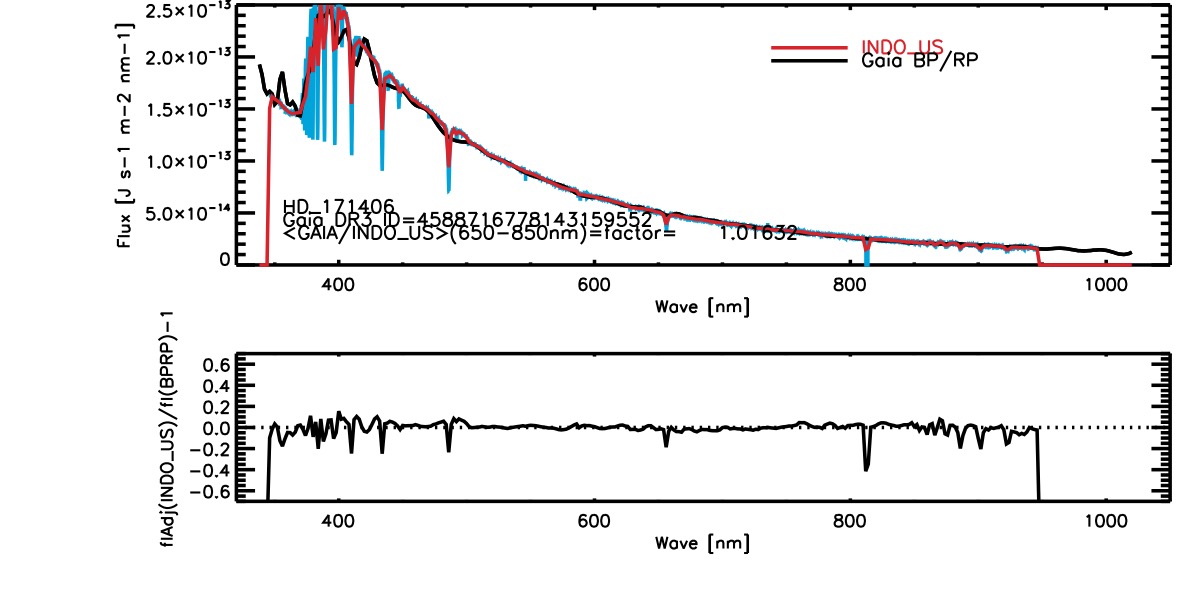 2.5×10−13
2.0×10−13
1.5×10−13
1.0×10−13
5.0×10−14
0
Flux [J s−1 m−2 nm−1]
INDO_US
Gaia BP/RP
HD_171406
Gaia DR3_ID=4588716778143159552
<GAIA/INDO_US>(650−850nm)=factor= 1.01632
400 600 800 1000
Wave [nm]
0.6
0.4
0.2
0.0
−0.2
−0.4
−0.6
flAdj(INDO_US)/fl(BPRP)−1
400 600 800 1000
Wave [nm]